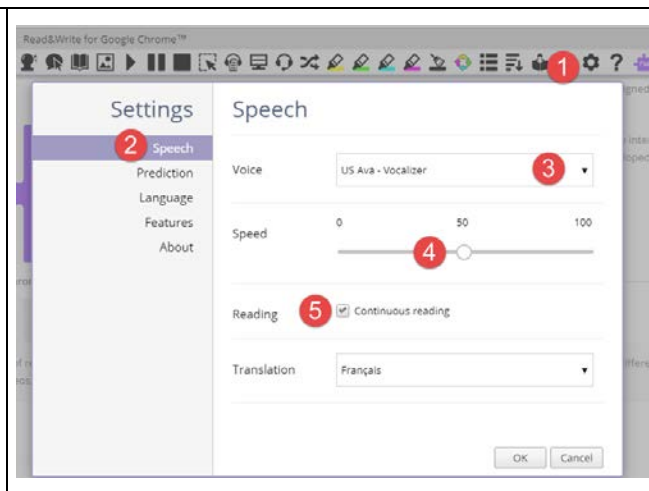 Read&Write for Google Chrome™
1
?
Settings
Speech
2 Speech
Prediction
Language
Features
About
Voice
US Ava - Vocalizer
3
Speed
0 50 100
4
Reading
5 Continuous reading
Translation
Français
OK Cancel